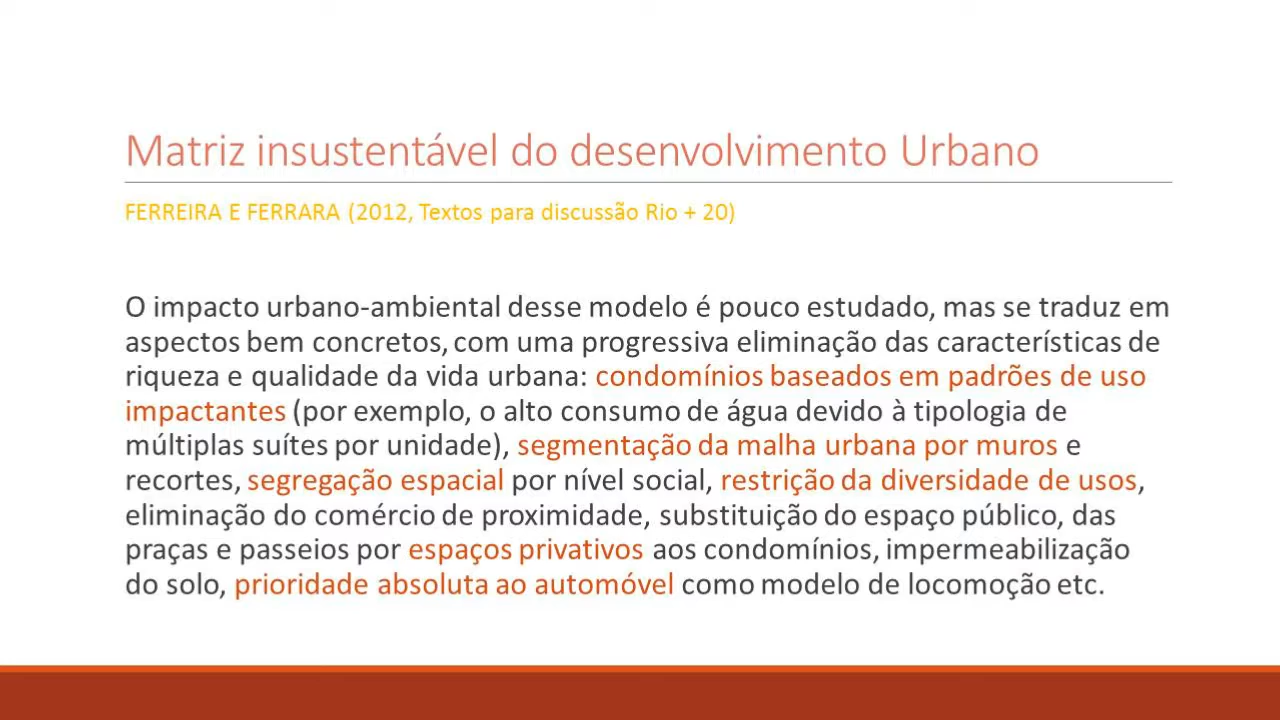 Matriz insustentável do desenvolvimento Urbano
FERREIRA E FERRARA (2012, Textos para discussão Rio + 20)
O impacto urbano-ambiental desse modelo é pouco estudado, mas se traduz em
aspectos bem concretos, com uma progressiva eliminação das características de
riqueza e qualidade da vida urbana: condomínios baseados em padrões de uso
impactantes (por exemplo, o alto consumo de água devido à tipologia de
múltiplas suítes por unidade), segmentação da malha urbana por muros e
recortes, segregação espacial por nível social, restrição da diversidade de usos,
eliminação do comércio de proximidade, substituição do espaço público, das
praças e passeios por espaços privativos aos condomínios, impermeabilização
do solo, prioridade absoluta ao automóvel como modelo de locomoção etc.